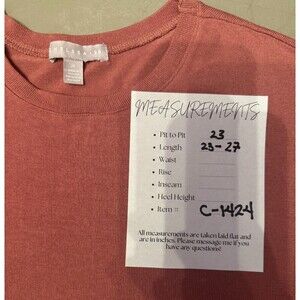 MEASUREMENTS
• Pit to Pit 23
• Length 23-27
• Waist
• Rise
• Inseam
• Heel Height
• Item # C-1424
All measurements are taken laid flat and
are in inches. Please message me if you
have any questions!